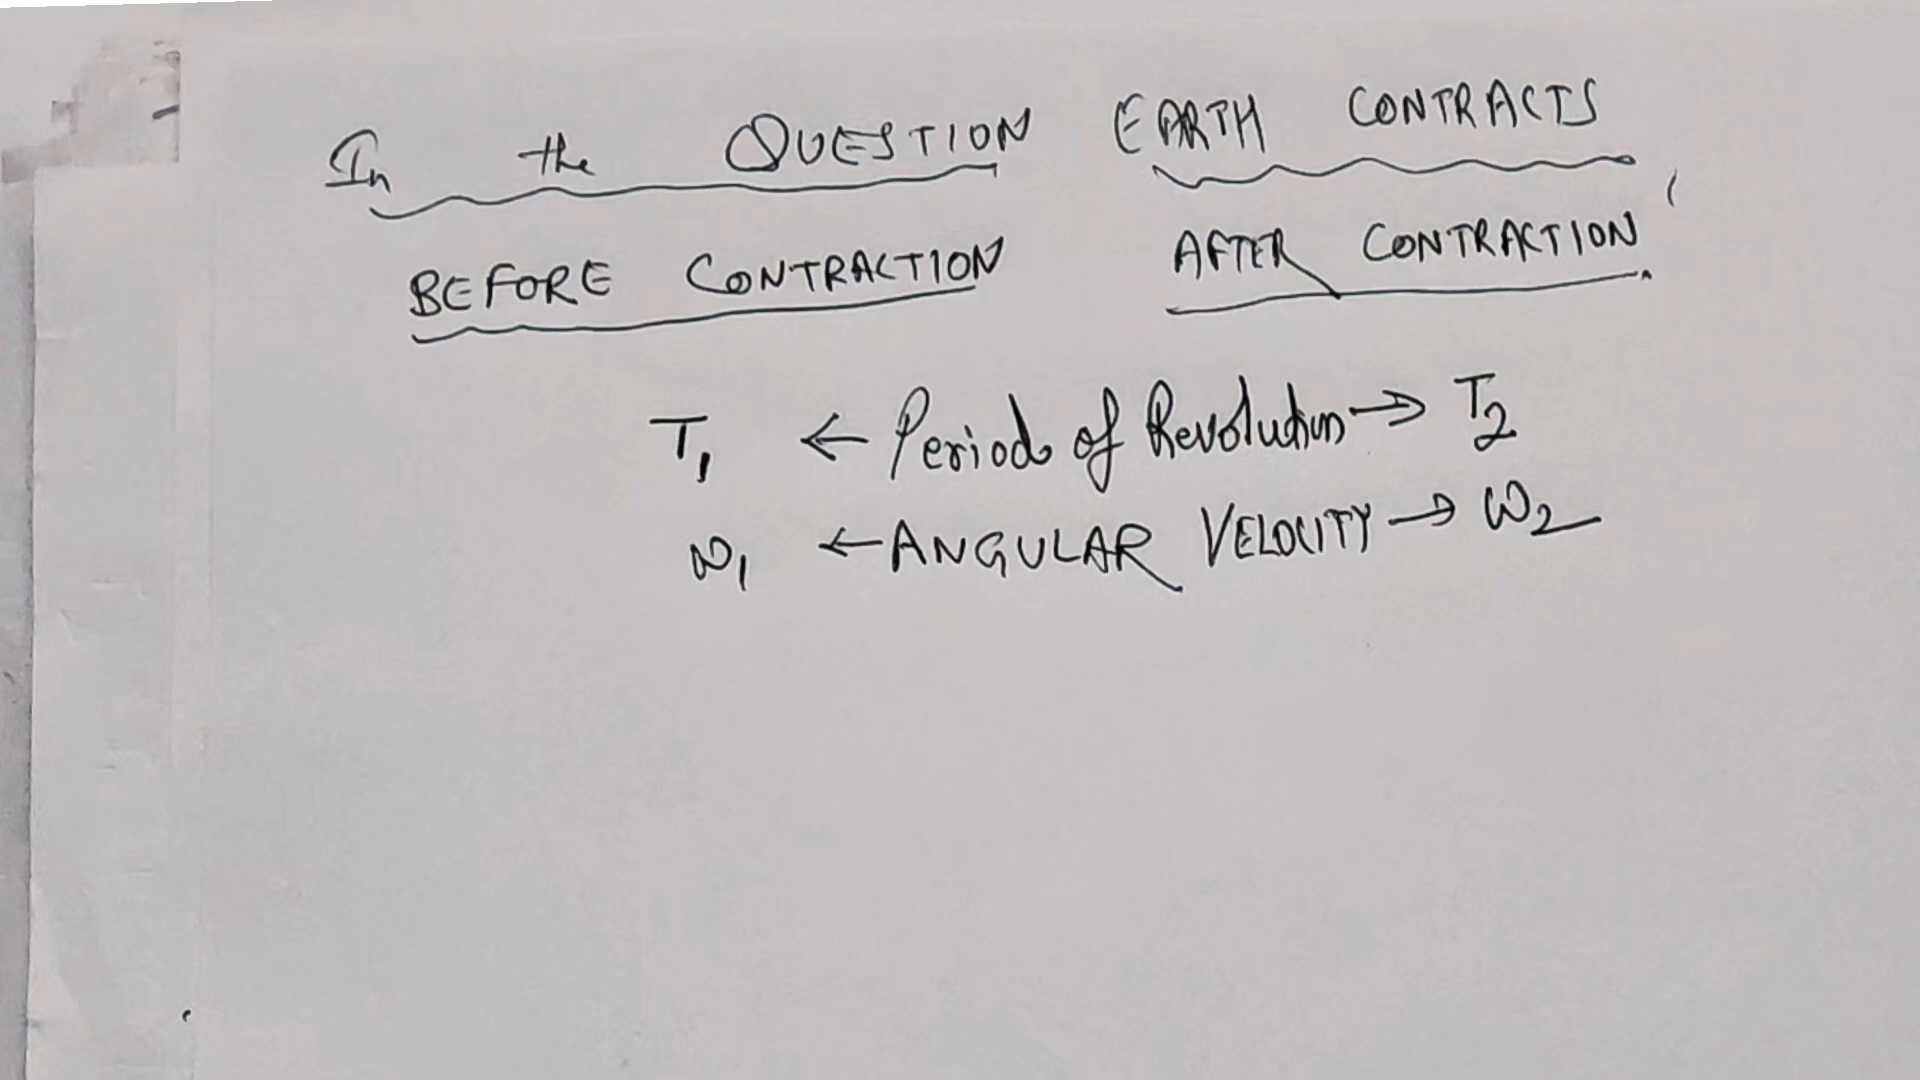 In the QUESTION EARTH CONTRACTS
BEFORE CONTRACTION AFTER CONTRACTION
T1 ← Period of Revolution → T2
ω1 ← ANGULAR VELOCITY → ω2